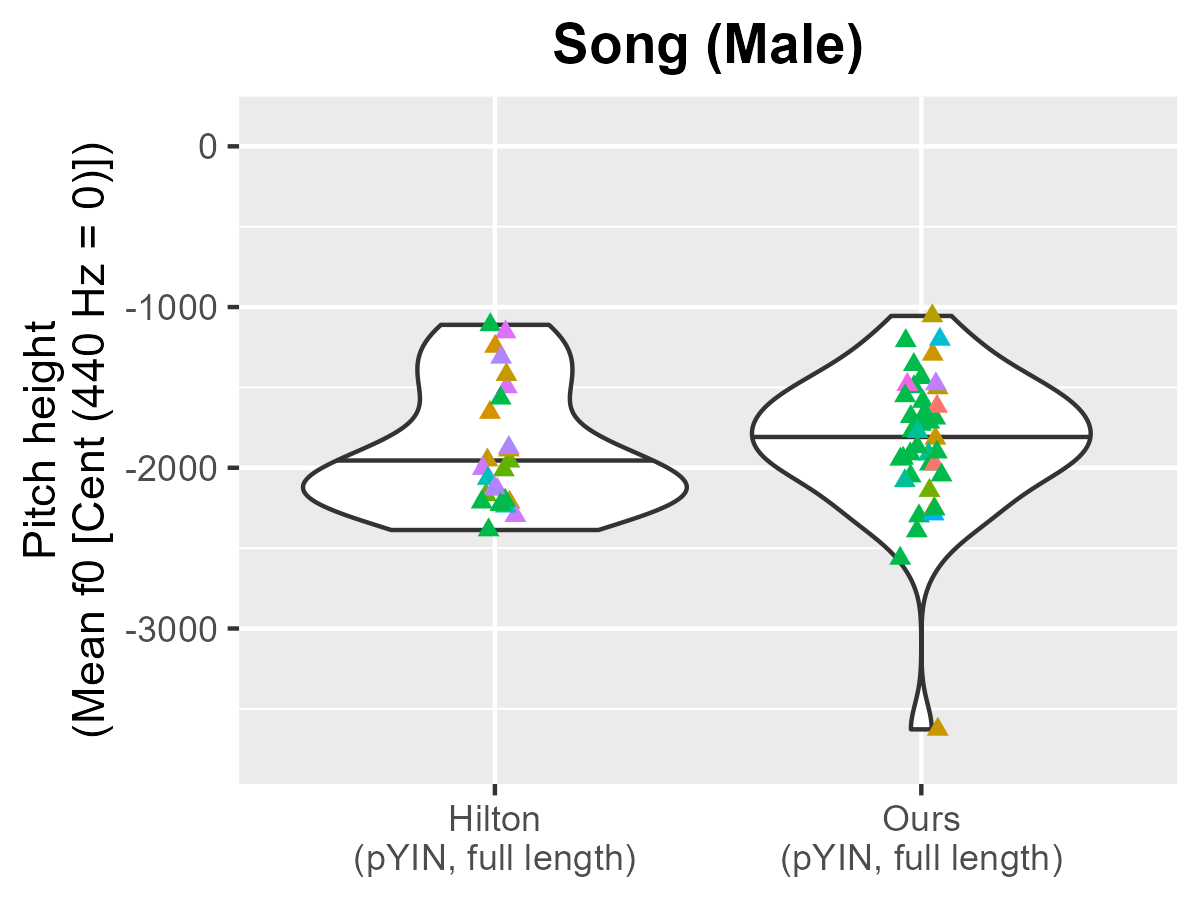 Song (Male)
Pitch height
(Mean f0 [Cent (440 Hz = 0)])
0
-1000
-2000
-3000
Hilton
(pYIN, full length)
Ours
(pYIN, full length)